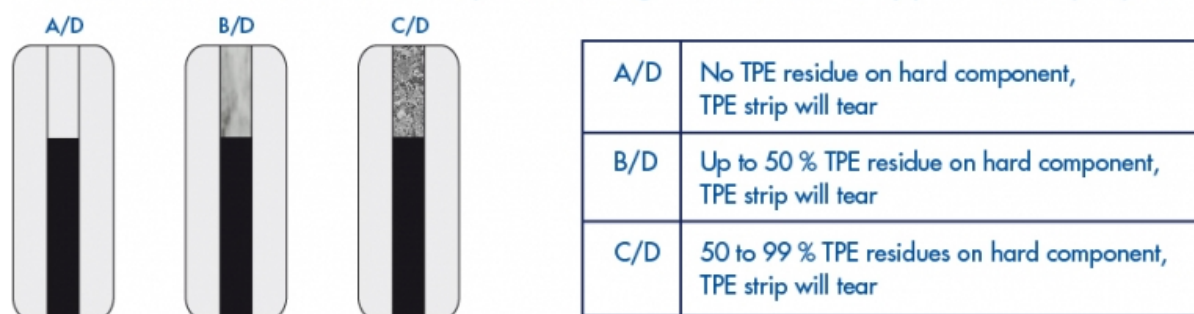 A/D B/D C/D
A/D No TPE residue on hard component,
TPE strip will tear
B/D Up to 50 % TPE residue on hard component,
TPE strip will tear
C/D 50 to 99 % TPE residues on hard component,
TPE strip will tear